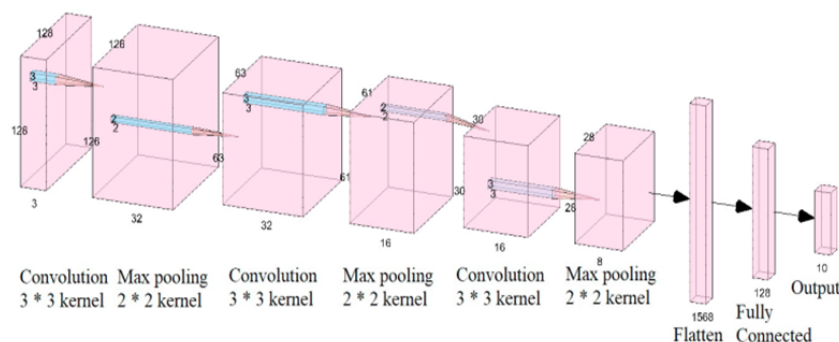 128
3
3
128
3
126
2
2
126
32
63
3
3
63
32
61
2
2
61
16
30
3
3
30
16
28
28
8
1568
128
10
Convolution
3 * 3 kernel
Max pooling
2 * 2 kernel
Convolution
3 * 3 kernel
Max pooling
2 * 2 kernel
Convolution
3 * 3 kernel
Max pooling
2 * 2 kernel
Flatten
Fully
Connected
Output